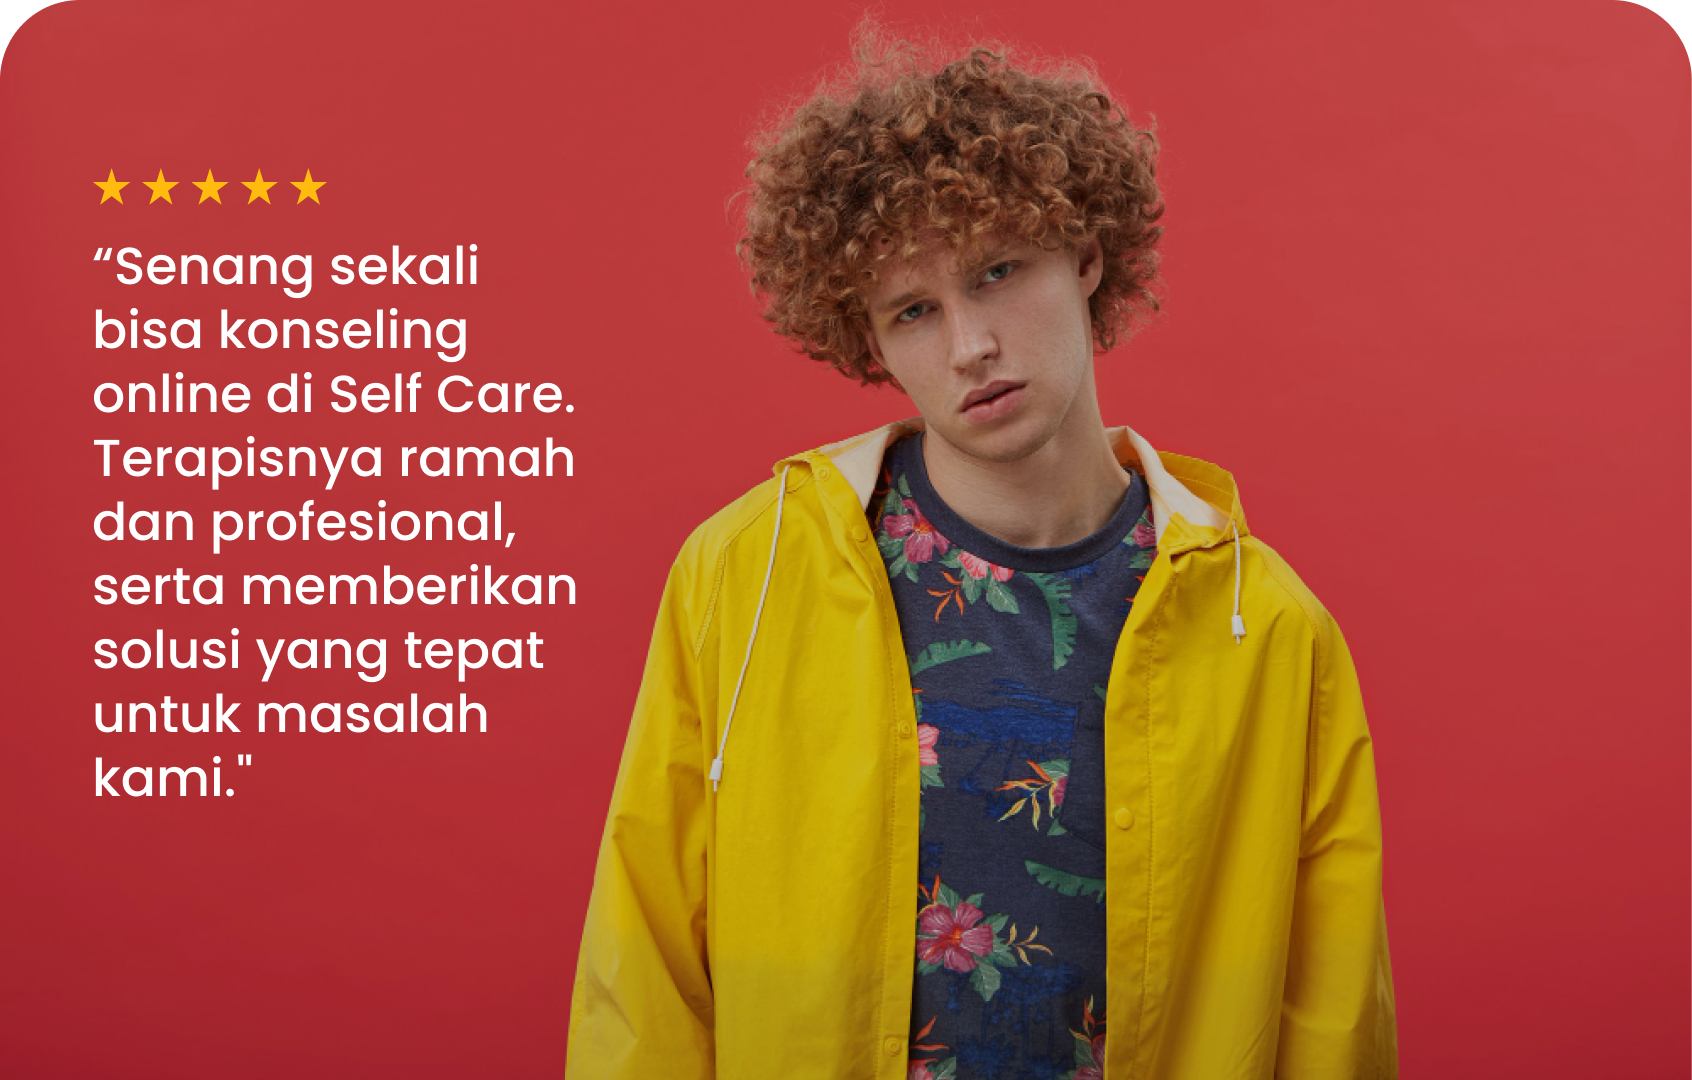 “Senang sekali
bisa konseling
online di Self Care.
Terapisnya ramah
dan profesional,
serta memberikan
solusi yang tepat
untuk masalah
kami."